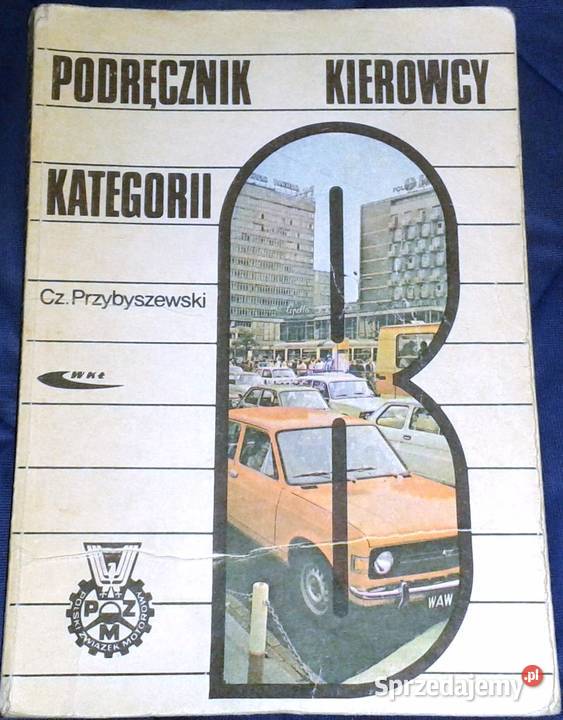 PODRĘCZNIK KIEROWCY
KATEGORII
Cz. Przybyszewski
WKŁ
WAW
PZM
POLSKI ZWIĄZEK MOTOROWY
Sprzedajemy.pl